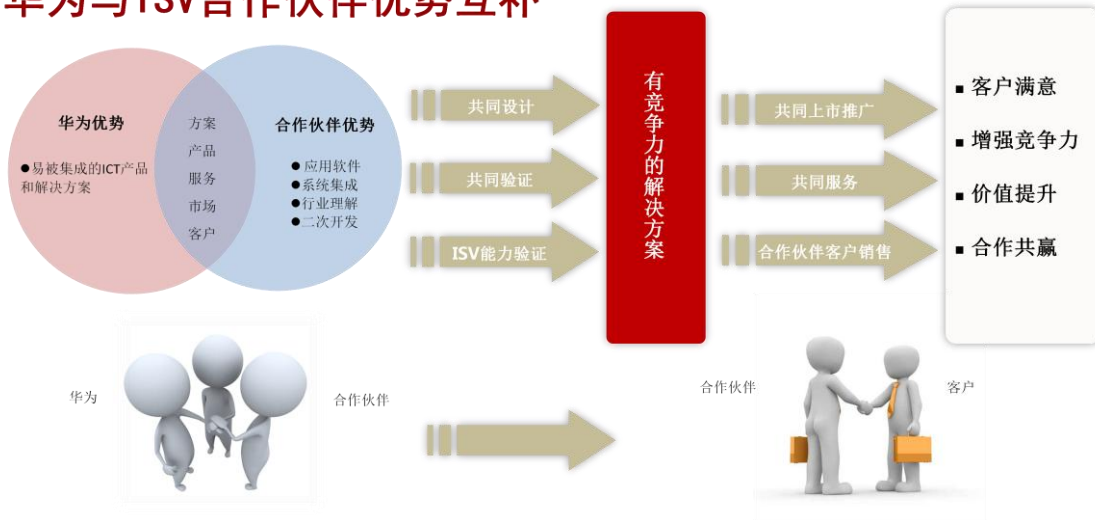 华为与ISV合作伙伴优势互补
华为优势
●易被集成的ICT产品
和解决方案
方案
产品
服务
市场
客户
合作伙伴优势
●应用软件
●系统集成
●行业理解
●二次开发
共同设计
共同验证
ISV能力验证
有竞争力的解决方案
共同上市推广
共同服务
合作伙伴客户销售
▪ 客户满意
▪ 增强竞争力
▪ 价值提升
▪ 合作共赢
华为
合作伙伴
合作伙伴
客户